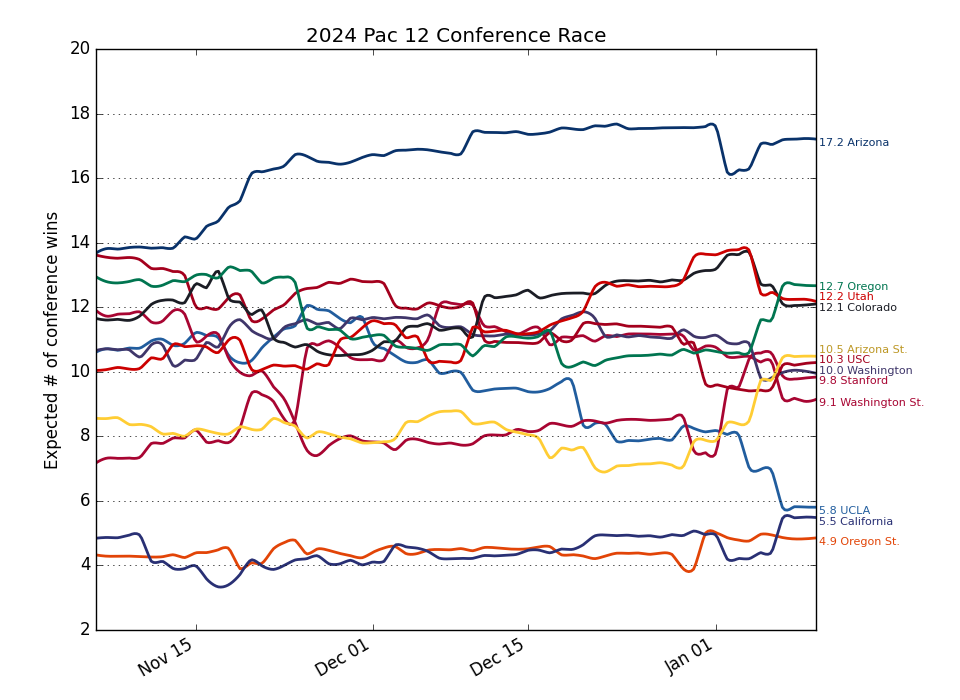 2024 Pac 12 Conference Race
Expected # of conference wins
20
18
16
14
12
10
8
6
4
2
17.2 Arizona
12.7 Oregon
12.2 Utah
12.1 Colorado
10.5 Arizona St.
10.3 USC
10.0 Washington
9.8 Stanford
9.1 Washington St.
5.8 UCLA
5.5 California
4.9 Oregon St.
Nov 15
Dec 01
Dec 15
Jan 01